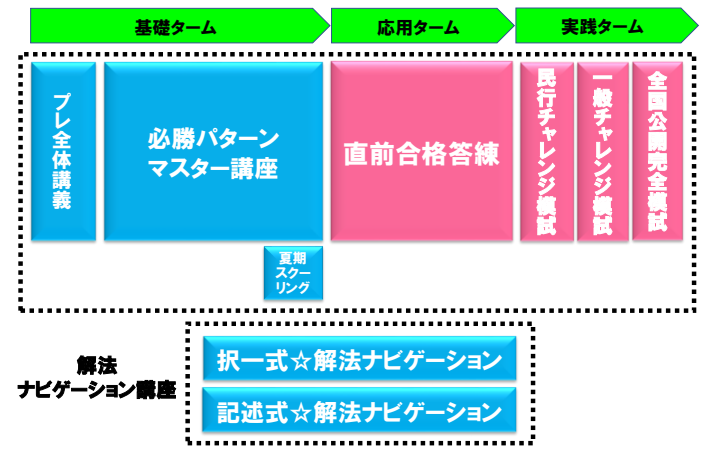 基礎ターム
応用ターム
実践ターム
プレ全体講義
必勝パターン
マスター講座
直前合格答練
民行チャレンジ模試
一般チャレンジ模試
全国公開完全模試
夏期
スクー
リング
解法
ナビゲーション講座
択一式☆解法ナビゲーション
記述式☆解法ナビゲーション